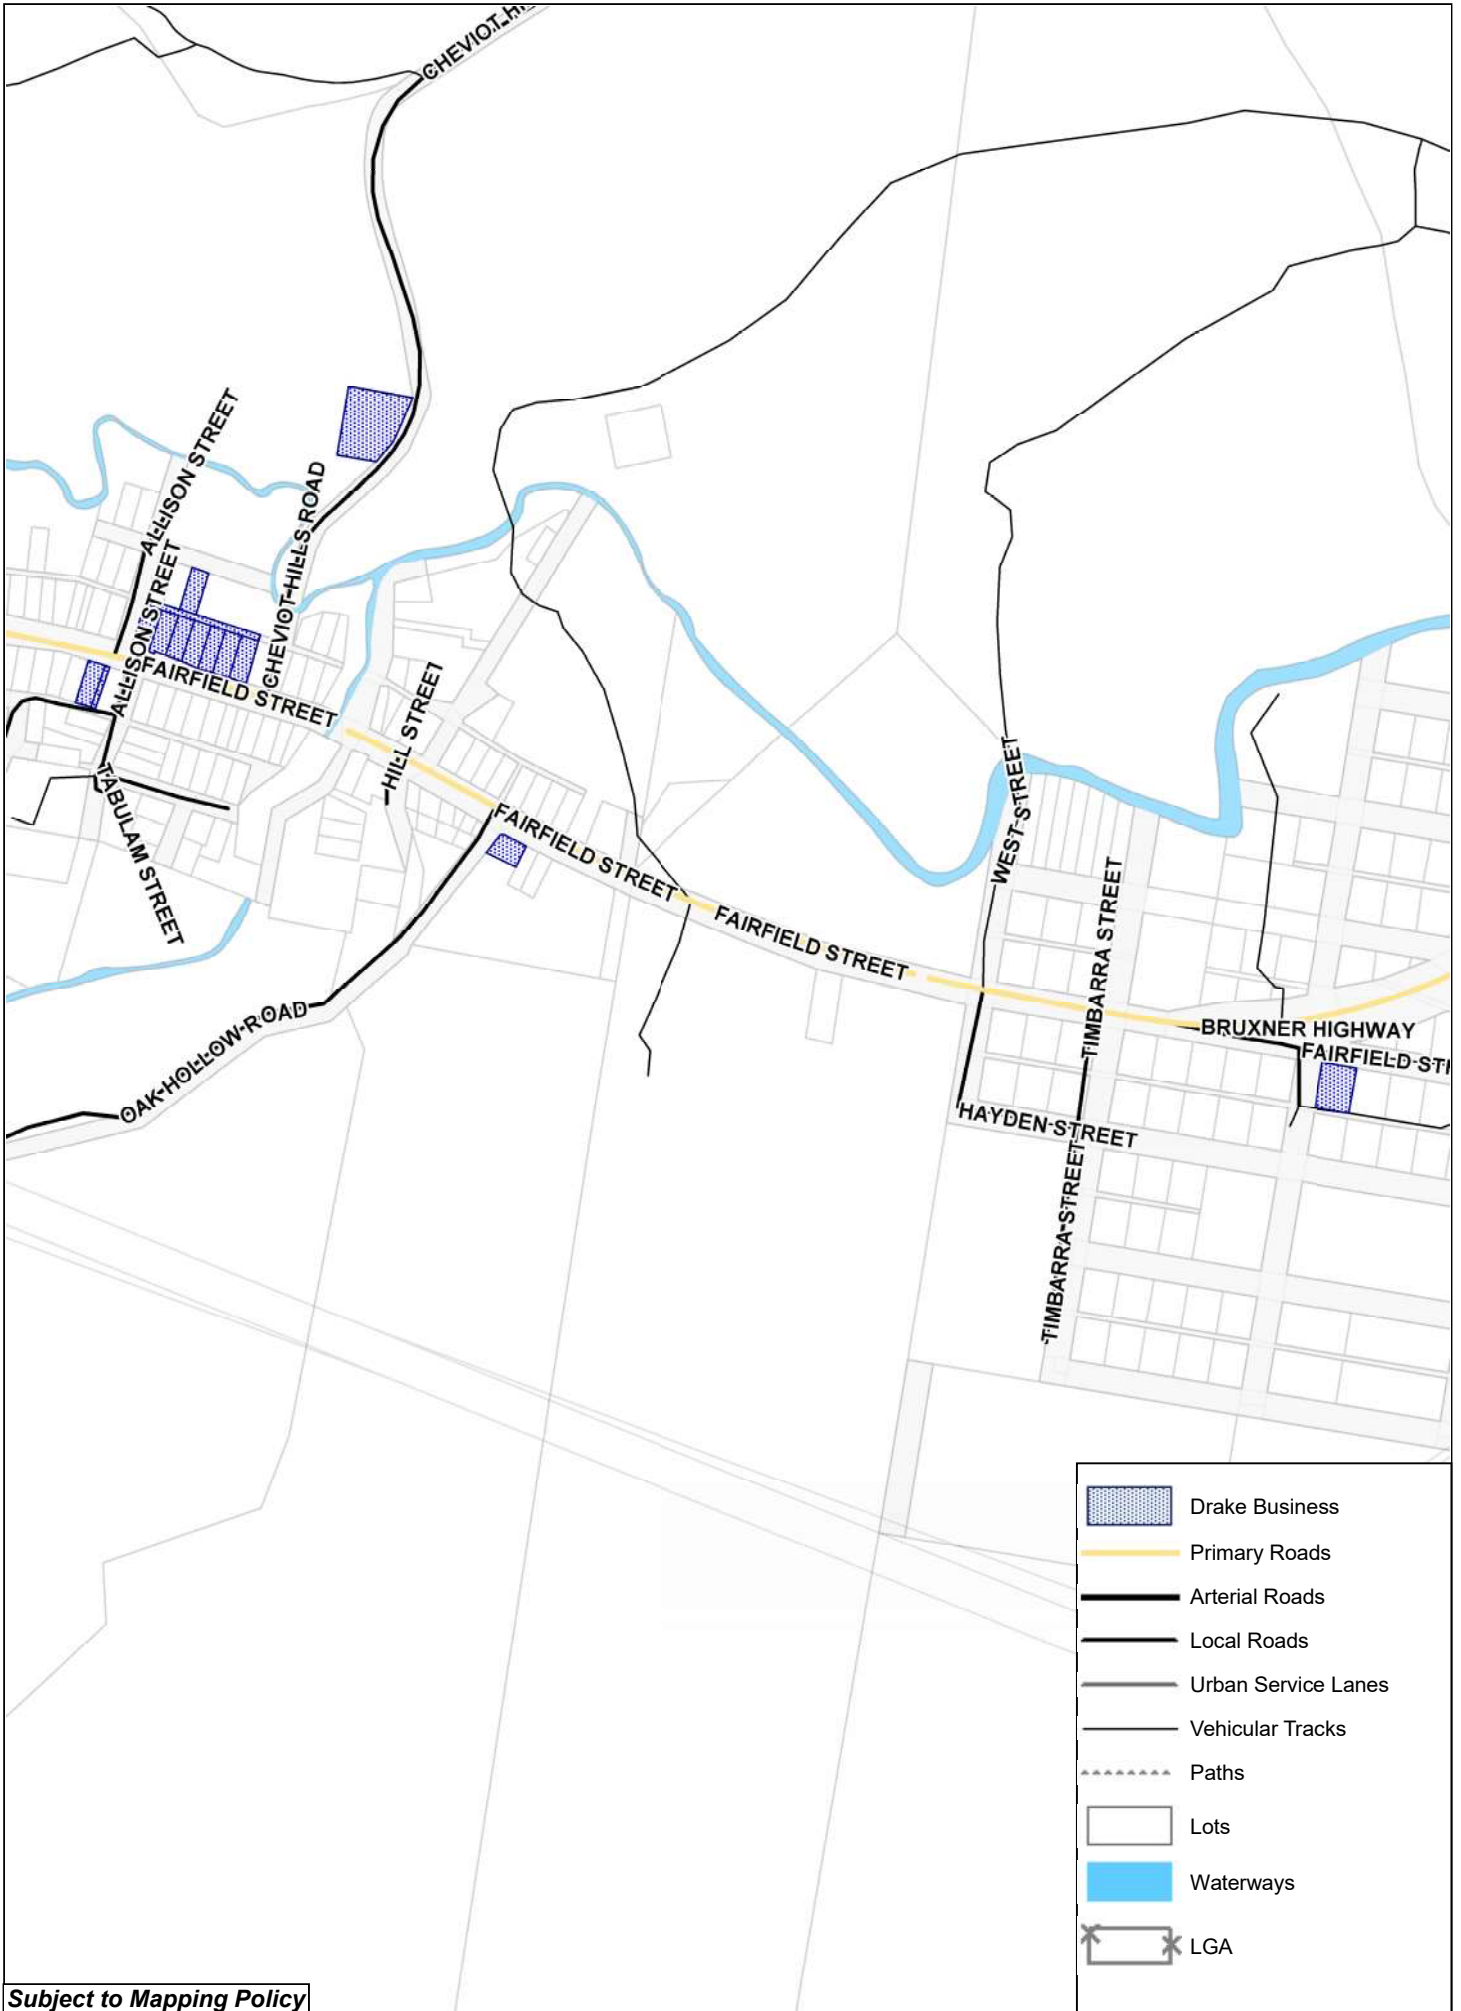 CHEVIOT HI
ALLISON STREET
CHEVIOT HILLS ROAD
ALLISON STREET
FAIRFIELD STREET
HILL STREET
TABULAM STREET
FAIRFIELD STREET
WEST STREET
TIMBARRA STREET
FAIRFIELD STREET
OAK HOLLOW ROAD
BRUXNER HIGHWAY
FAIRFIELD STR
HAYDEN STREET
TIMBARRA STREET
Drake Business
Primary Roads
Arterial Roads
Local Roads
Urban Service Lanes
Vehicular Tracks
Paths
Lots
Waterways
LGA
Subject to Mapping Policy